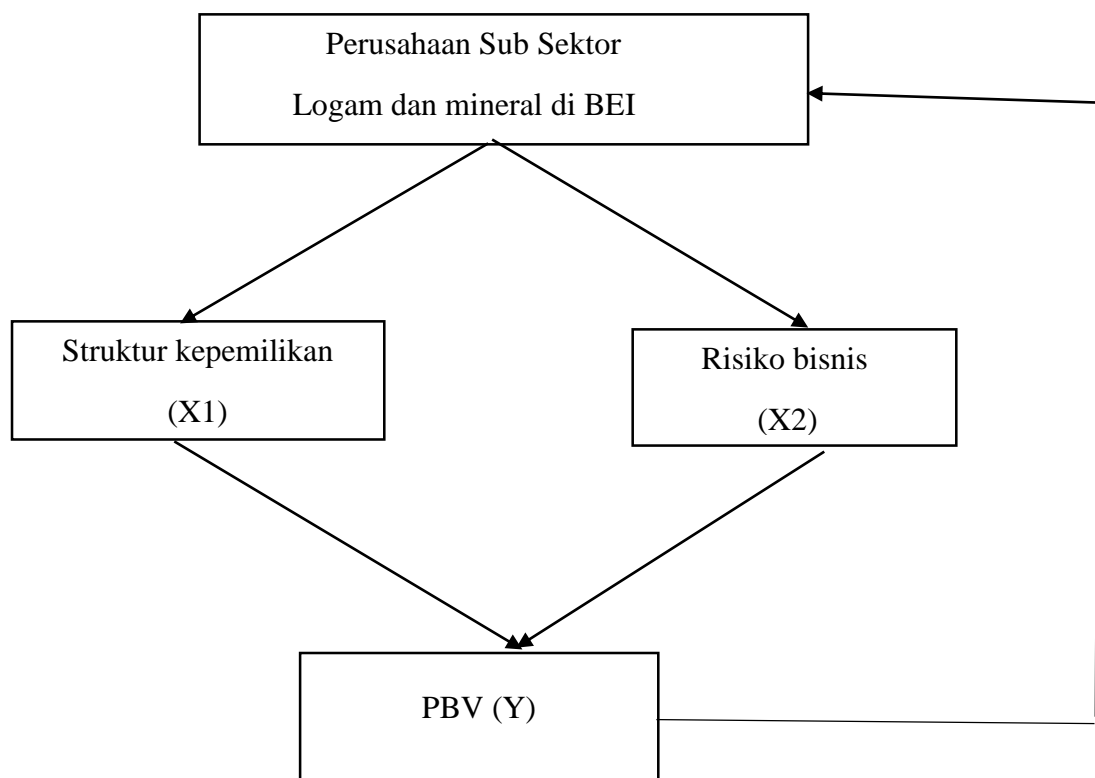 Perusahaan Sub Sektor
Logam dan mineral di BEI
Struktur kepemilikan
(X1)
Risiko bisnis
(X2)
PBV (Y)